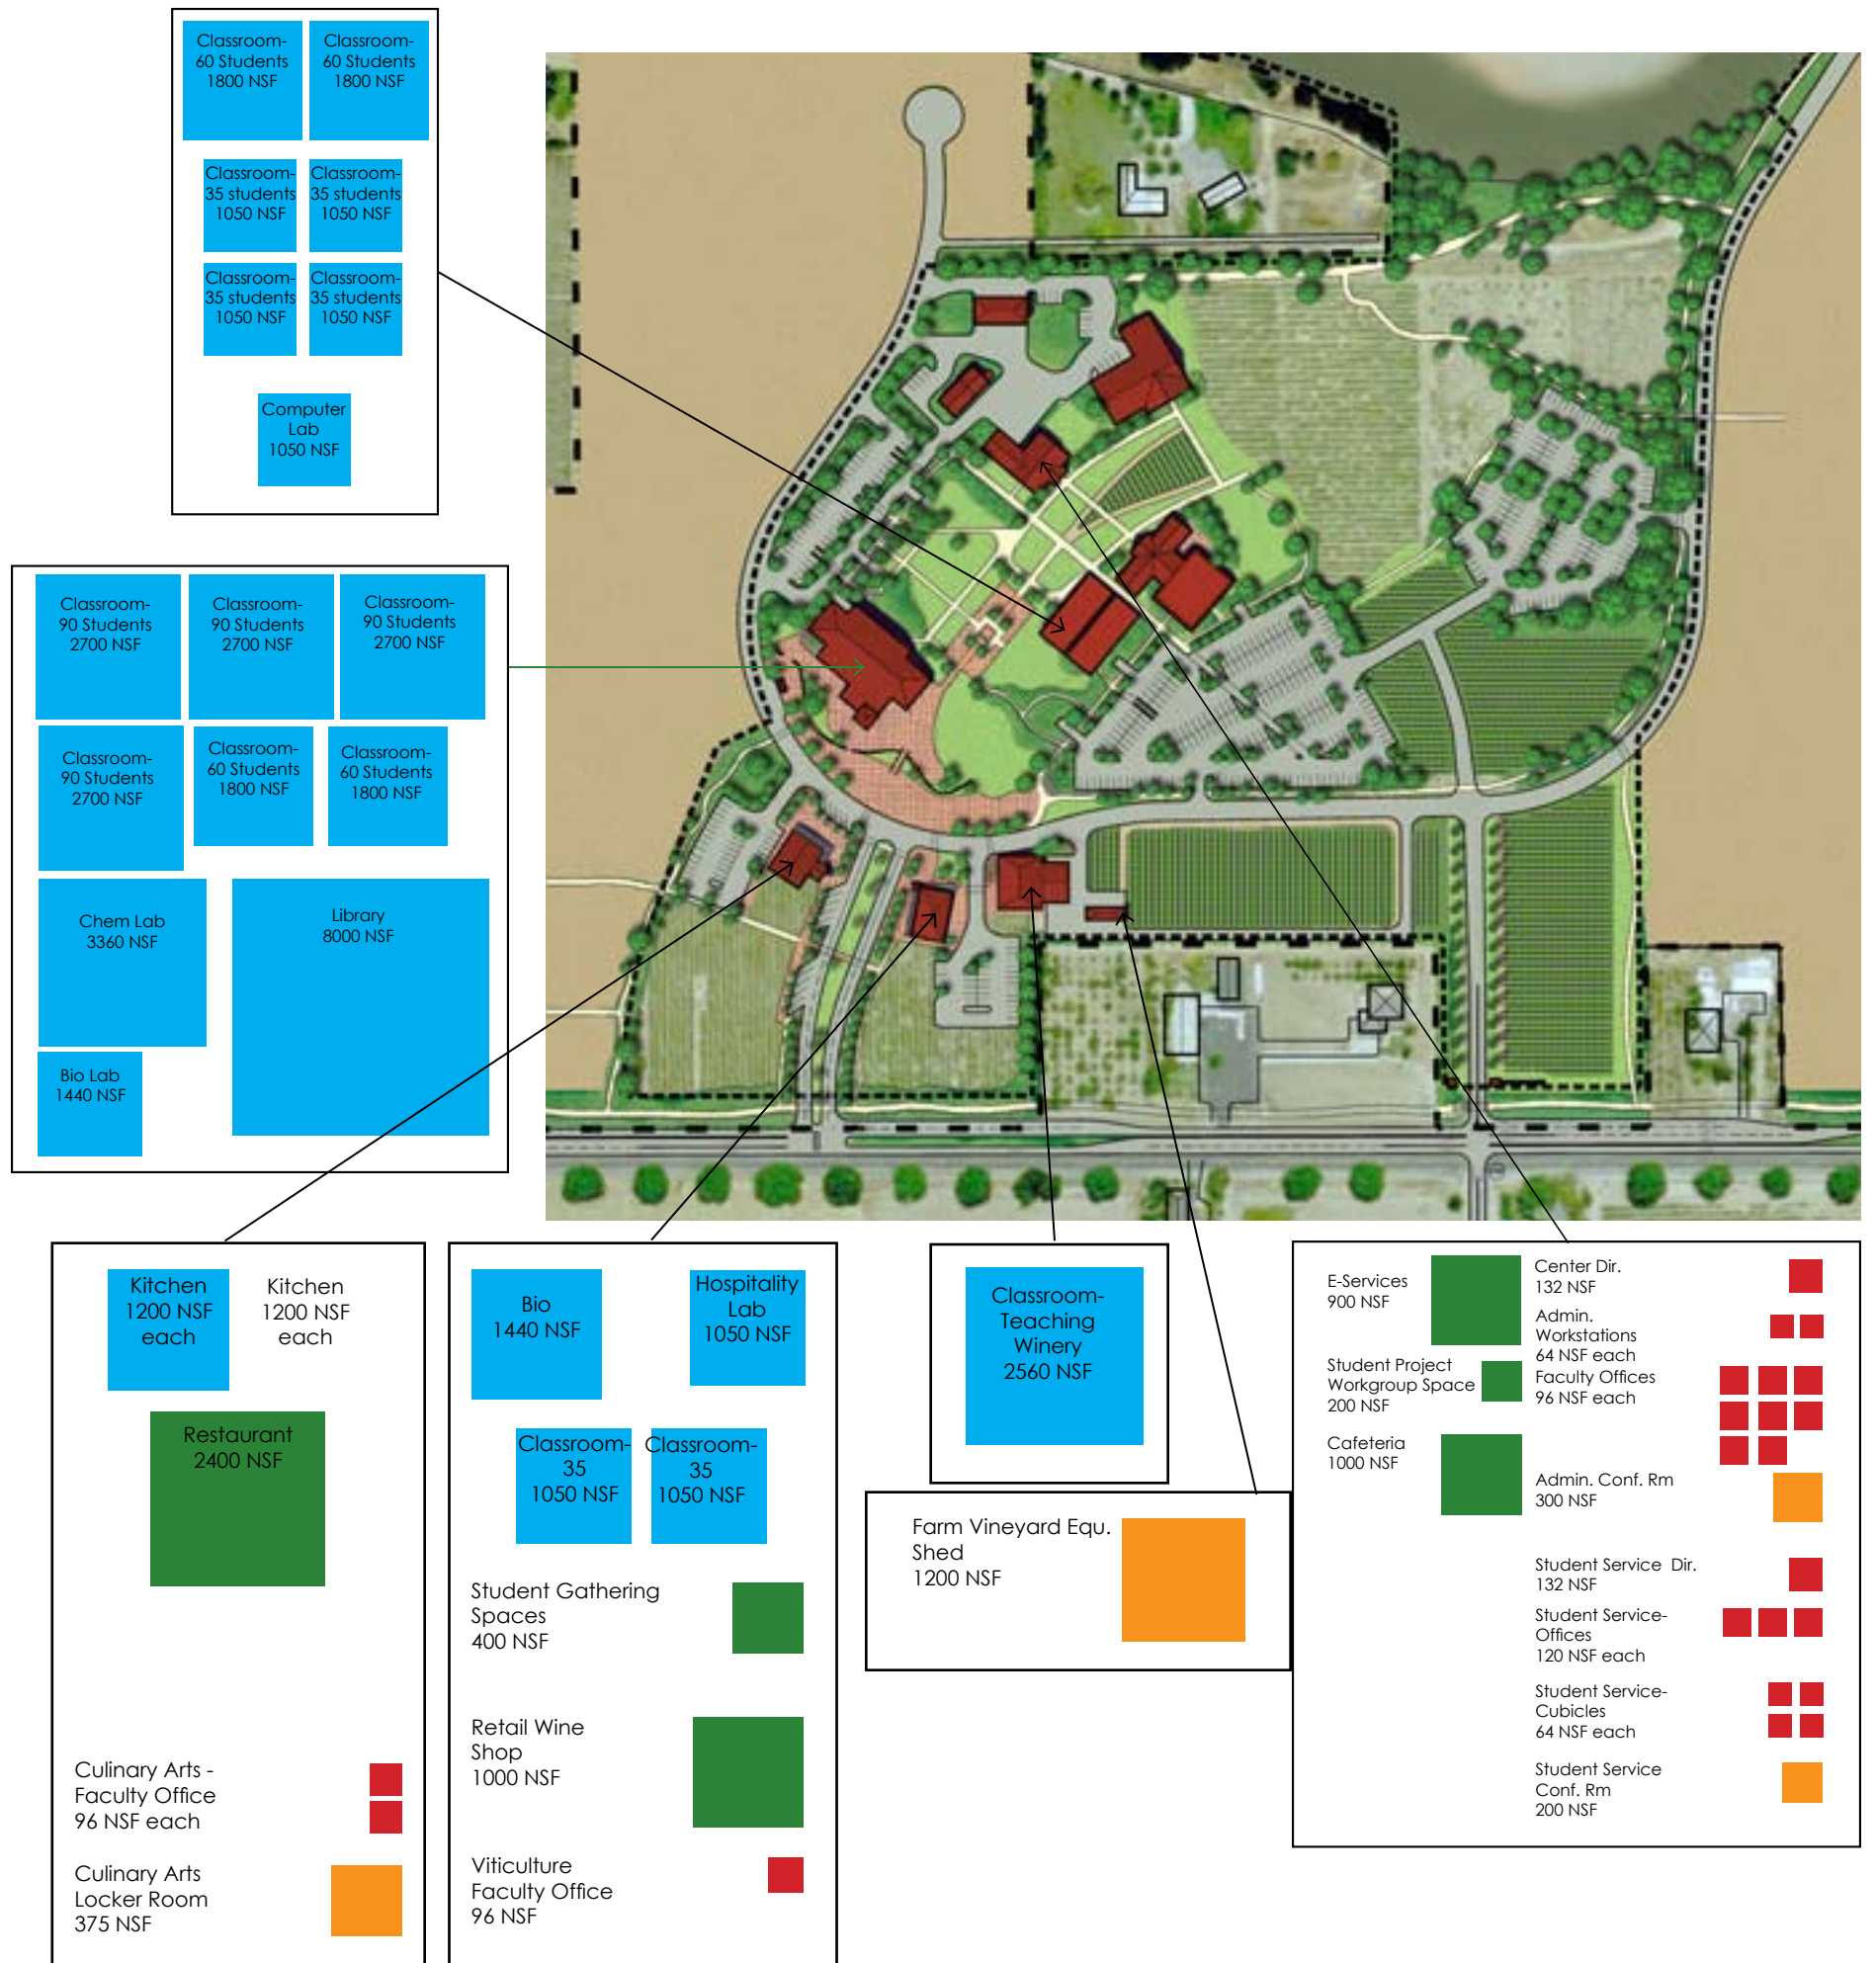 Classroom-
60 Students
1800 NSF
Classroom-
60 Students
1800 NSF
Classroom-
35 students
1050 NSF
Classroom-
35 students
1050 NSF
Classroom-
35 students
1050 NSF
Classroom-
35 students
1050 NSF
Computer
Lab
1050 NSF
Classroom-
90 Students
2700 NSF
Classroom-
90 Students
2700 NSF
Classroom-
90 Students
2700 NSF
Classroom-
90 Students
2700 NSF
Classroom-
60 Students
1800 NSF
Classroom-
60 Students
1800 NSF
Chem Lab
3360 NSF
Library
8000 NSF
Bio Lab
1440 NSF
Kitchen
1200 NSF
each
Kitchen
1200 NSF
each
Restaurant
2400 NSF
Culinary Arts -
Faculty Office
96 NSF each
Culinary Arts
Locker Room
375 NSF
Bio
1440 NSF
Hospitality
Lab
1050 NSF
Classroom-
35
1050 NSF
Classroom-
35
1050 NSF
Student Gathering
Spaces
400 NSF
Retail Wine
Shop
1000 NSF
Viticulture
Faculty Office
96 NSF
Classroom-
Teaching
Winery
2560 NSF
Farm Vineyard Equ.
Shed
1200 NSF
E-Services
900 NSF
Student Project
Workgroup Space
200 NSF
Cafeteria
1000 NSF
Center Dir.
132 NSF
Admin.
Workstations
64 NSF each
Faculty Offices
96 NSF each
Admin. Conf. Rm
300 NSF
Student Service Dir.
132 NSF
Student Service-
Offices
120 NSF each
Student Service-
Cubicles
64 NSF each
Student Service
Conf. Rm
200 NSF